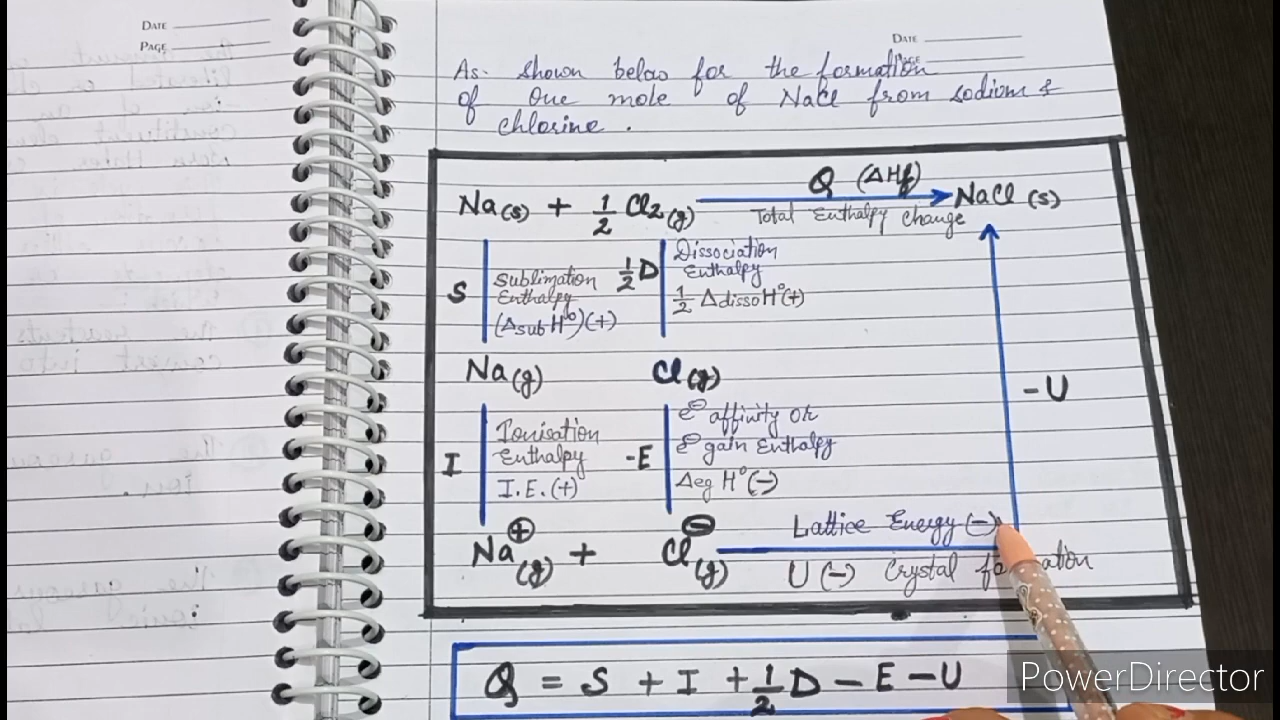 DATE
PAGE
DATE
As shown below for the formation
of one mole of NaCl from sodium &
chlorine.
Na(s) + 1/2 Cl2(g) Q (ΔHf) NaCl(s)
Total Enthalpy change
S Sublimation Enthalpy (ΔsubH°)(+)
1/2 D Dissociation Enthalpy 1/2 ΔdissoH°(+)
Na(g) Cl(g)
I Ionisation Enthalpy I.E.(+)
-E e⊖ affinity or e⊖ gain Enthalpy ΔegH°(-)
-U
Na⊕(g) + Cl⊖(g) Lattice Energy (-)
U(-) Crystal
Q = S + I + 1/2 D - E - U
PowerDirector